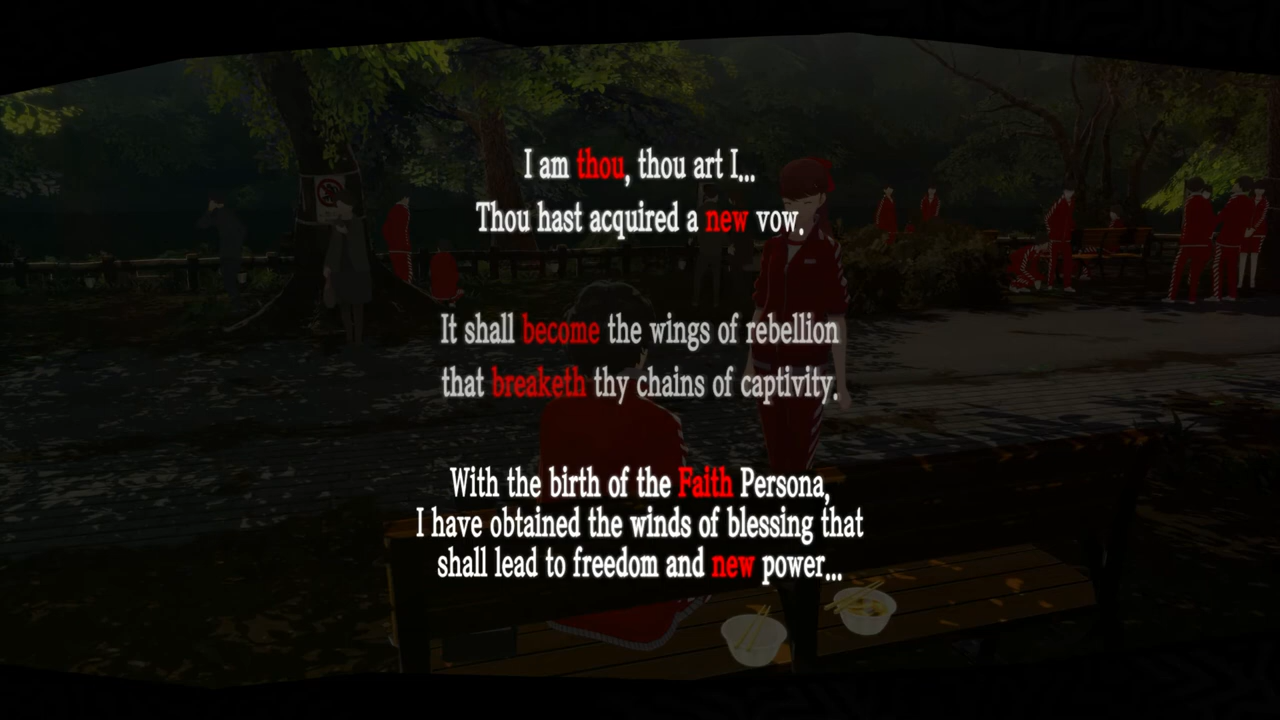 I am thou, thou art I...
Thou hast acquired a new vow.
It shall become the wings of rebellion
that breaketh thy chains of captivity.
With the birth of the Faith Persona,
I have obtained the winds of blessing that
shall lead to freedom and new power...